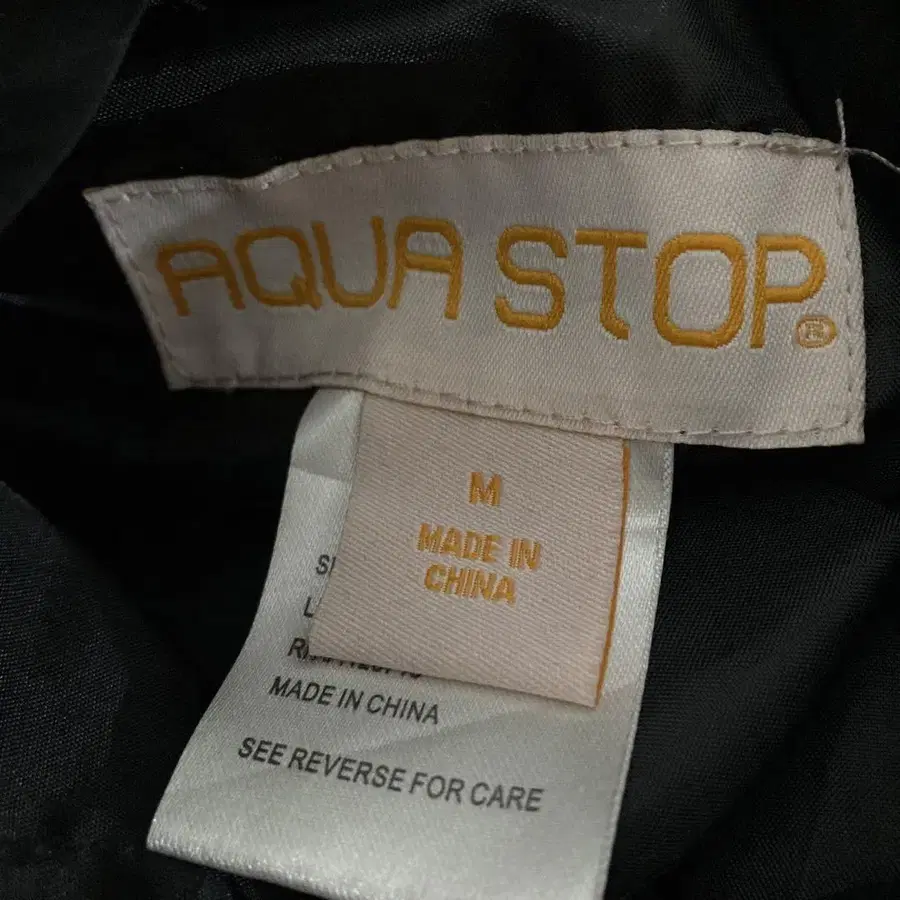 AQUA STOP®
M
MADE IN
CHINA
MADE IN CHINA
SEE REVERSE FOR CARE